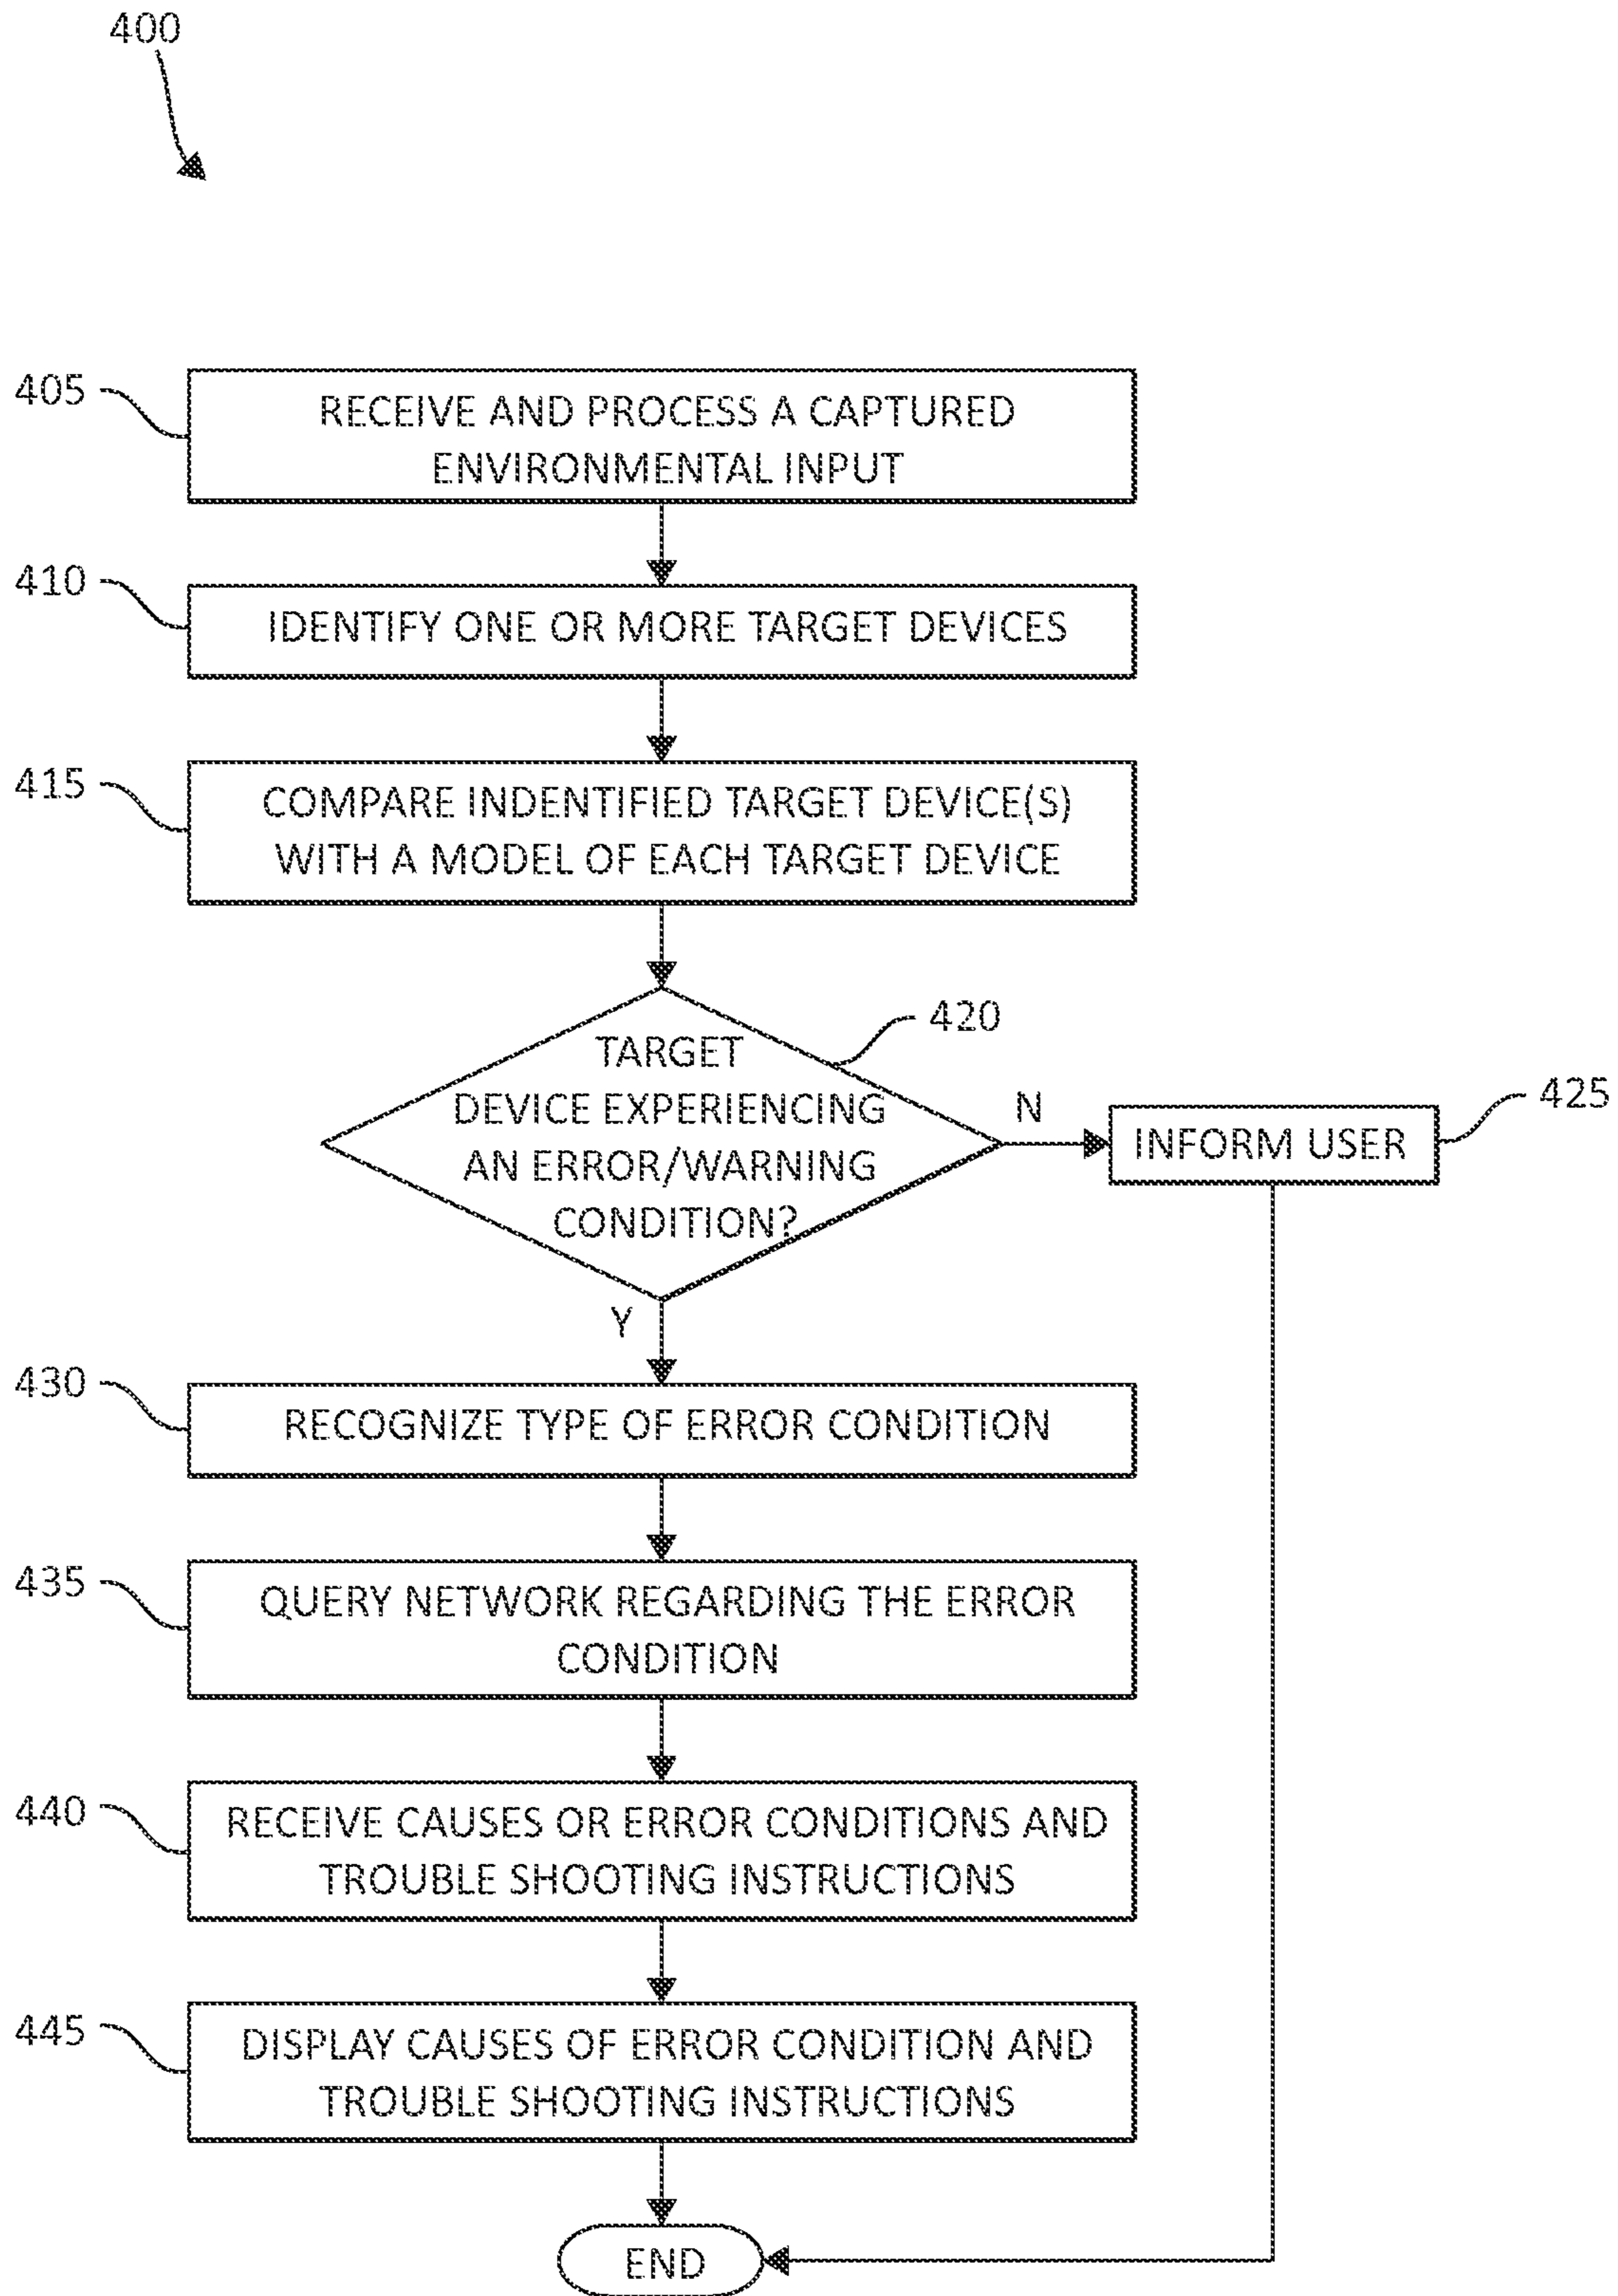 400
405
RECEIVE AND PROCESS A CAPTURED
ENVIRONMENTAL INPUT
410
IDENTIFY ONE OR MORE TARGET DEVICES
415
COMPARE INDENTIFIED TARGET DEVICE(S)
WITH A MODEL OF EACH TARGET DEVICE
420
TARGET
DEVICE EXPERIENCING
AN ERROR/WARNING
CONDITION?
N
INFORM USER
425
Y
430
RECOGNIZE TYPE OF ERROR CONDITION
435
QUERY NETWORK REGARDING THE ERROR
CONDITION
440
RECEIVE CAUSES OR ERROR CONDITIONS AND
TROUBLE SHOOTING INSTRUCTIONS
445
DISPLAY CAUSES OF ERROR CONDITION AND
TROUBLE SHOOTING INSTRUCTIONS
END